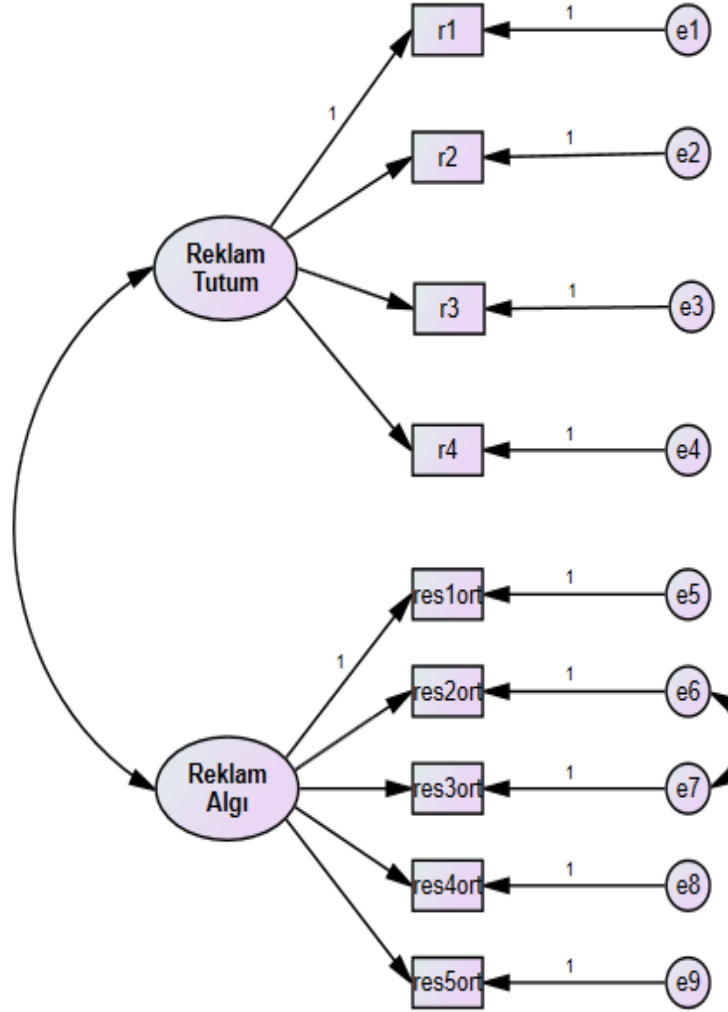 r1
1
e1
1
r2
1
e2
Reklam
Tutum
r3
1
e3
r4
1
e4
res1ort
1
e5
1
res2ort
1
e6
Reklam
Algı
res3ort
1
e7
res4ort
1
e8
res5ort
1
e9